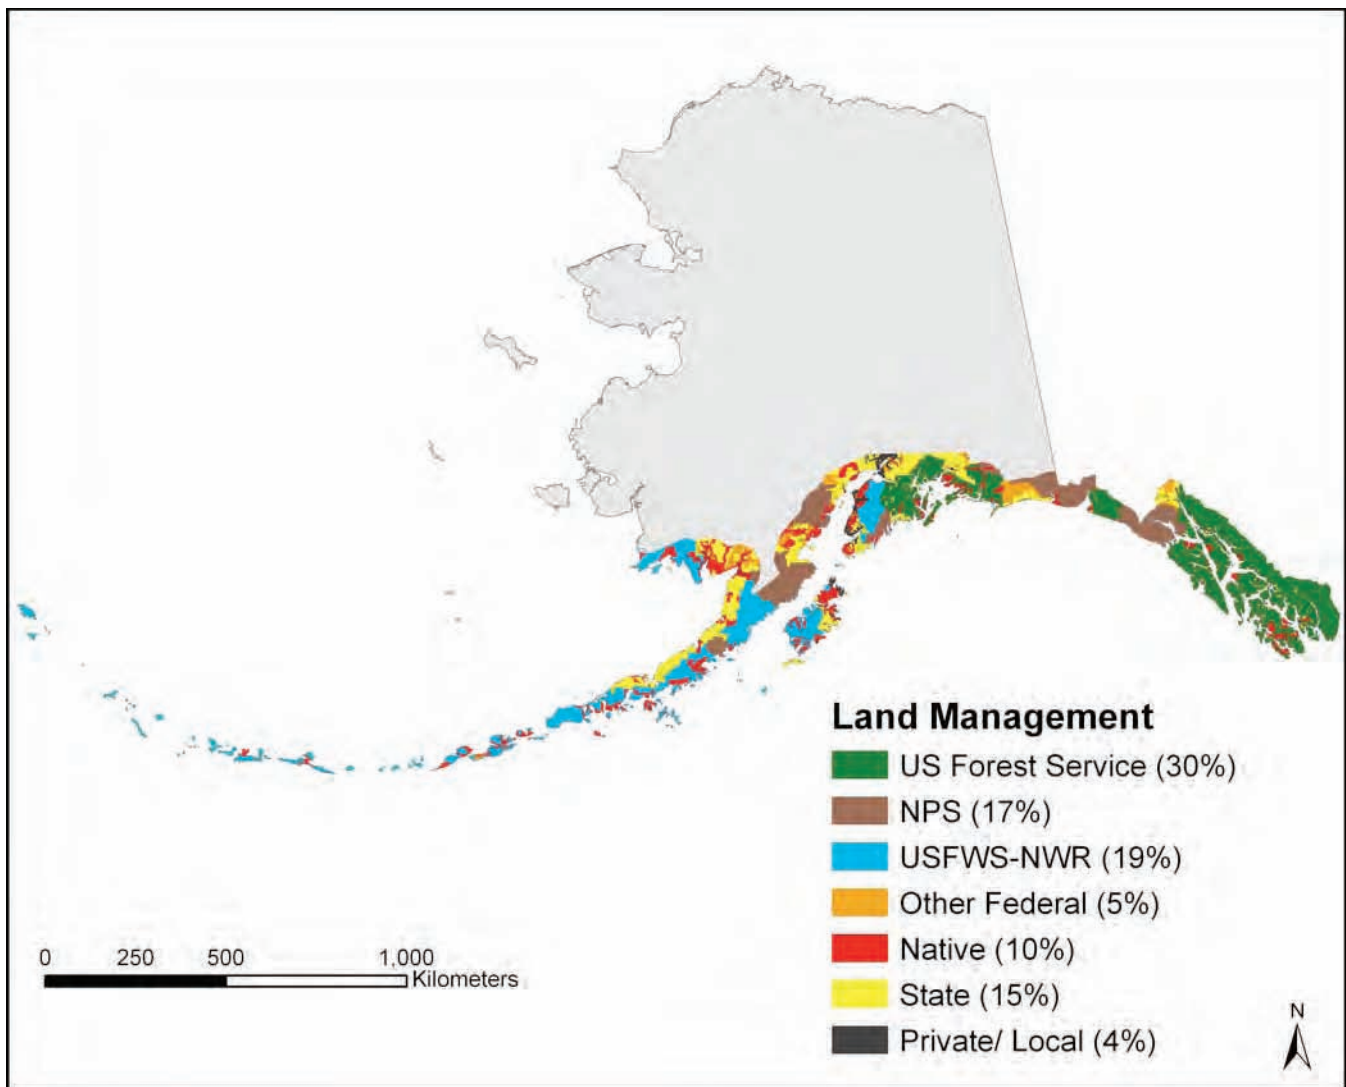 Land Management
US Forest Service (30%)
NPS (17%)
USFWS-NWR (19%)
Other Federal (5%)
Native (10%)
State (15%)
Private/ Local (4%)
0 250 500 1,000
Kilometers
N